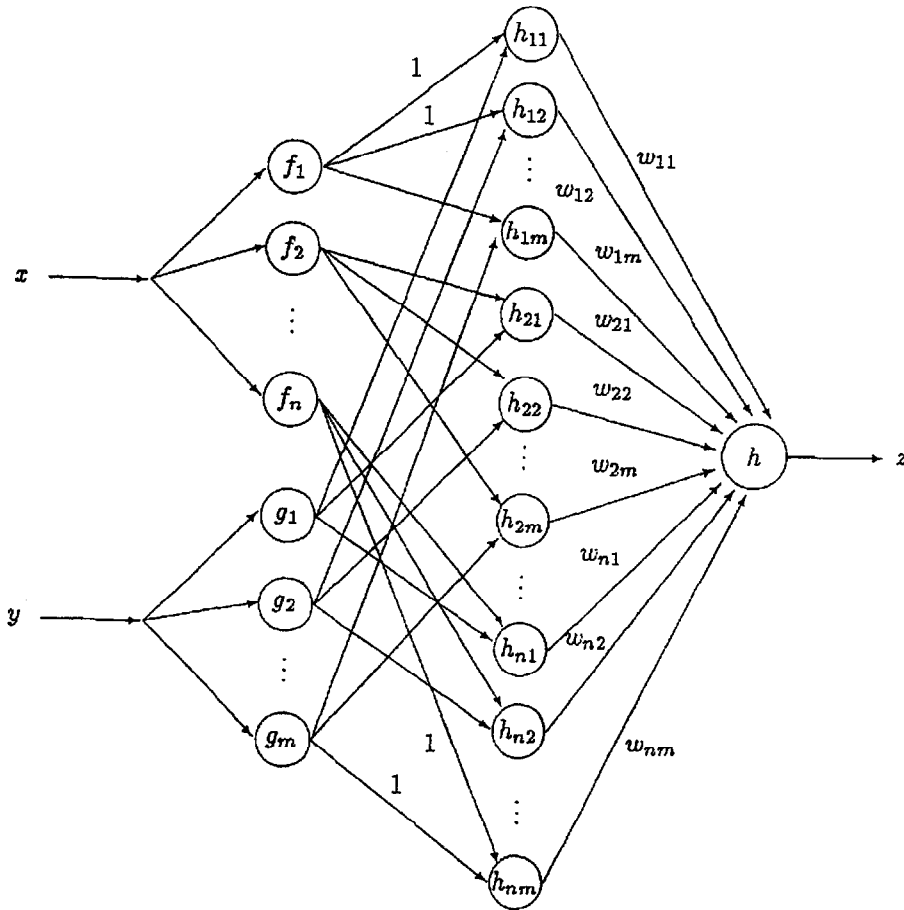 h₁₁
1
h₁₂
1
w₁₁
f₁
⋮
w₁₂
h₁ₘ
f₂
w₁ₘ
x
⋮
h₂₁
w₂₁
fₙ
w₂₂
h₂₂
⋮
h
z
w₂ₘ
g₁
h₂ₘ
wₙ₁
⋮
g₂
y
hₙ₁
wₙ₂
⋮
gₘ
hₙ₂
1
wₙₘ
1
⋮
hₙₘ